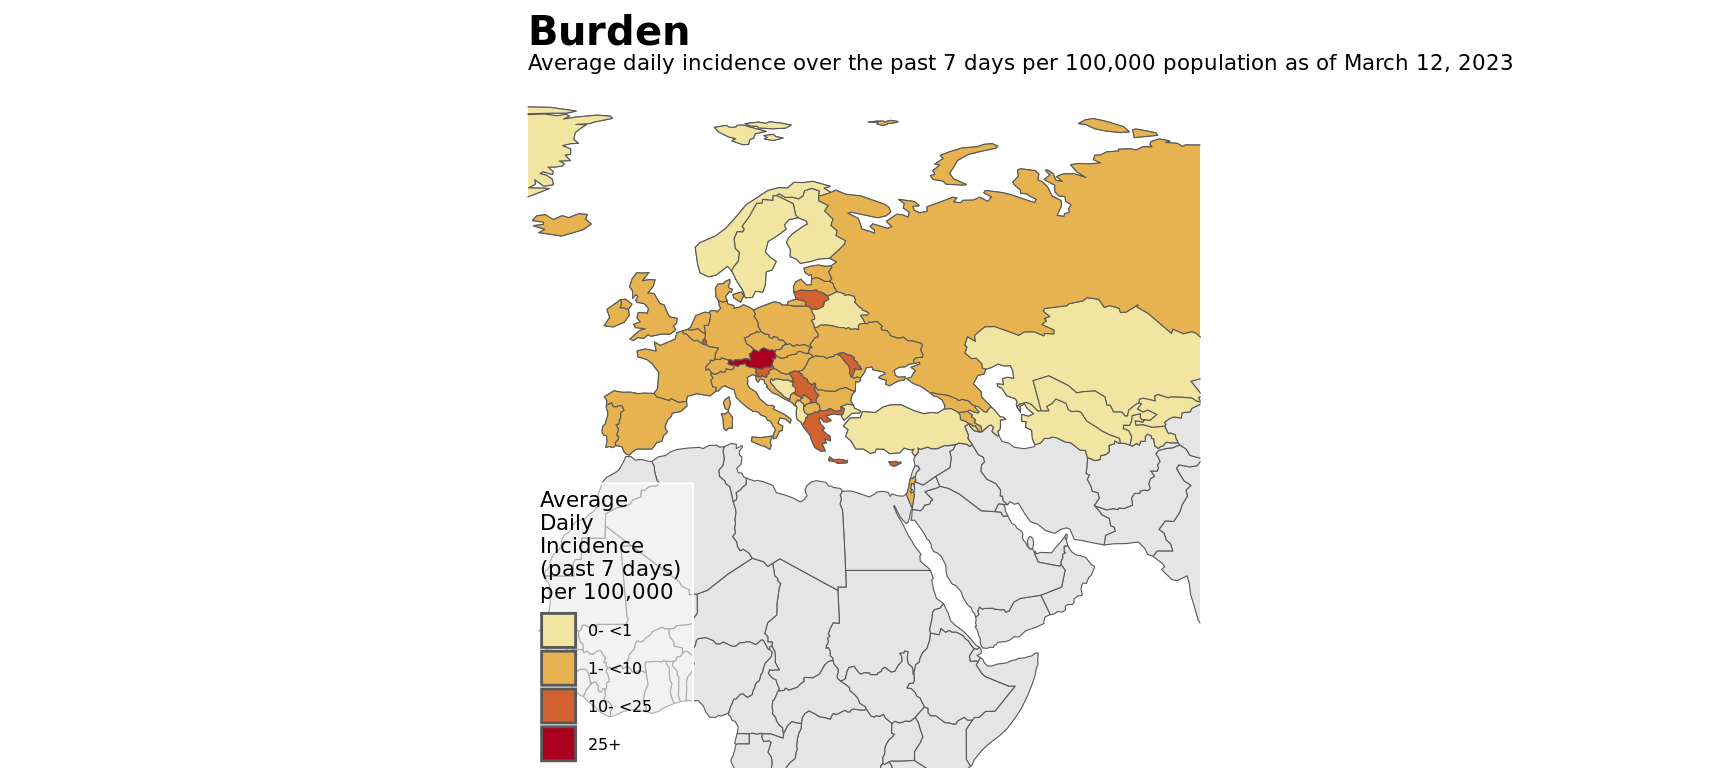 Burden
Average daily incidence over the past 7 days per 100,000 population as of March 12, 2023
Average
Daily
Incidence
(past 7 days)
per 100,000
0- <1
1- <10
10- <25
25+